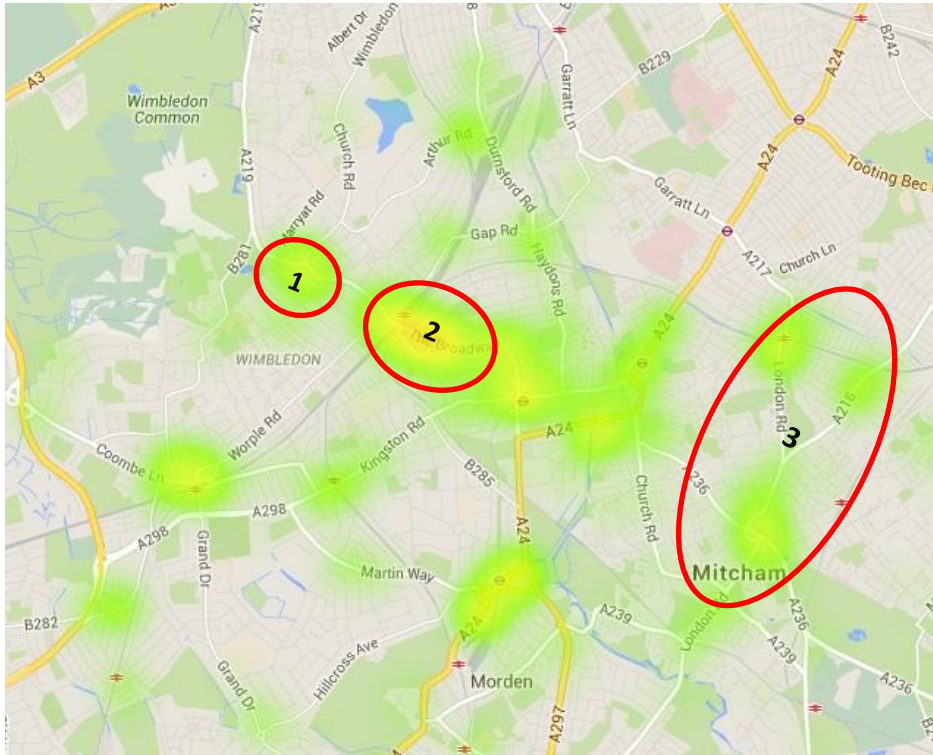 A219
A3
Albert Dr
Wimbledon
B229
Garratt Ln
A24
B242
Wimbledon
Common
A219
Church Rd
Arthur Rd
Durnsford Rd
A24
Tooting Bec
Garratt Ln
Marryat Rd
Gap Rd
B281
Haydons Rd
A217
Church Ln
1
2
Broadway
A24
WIMBLEDON
London Rd
A216
3
Worple Rd
Kingston Rd
A24
Coombe Ln
B285
A236
Church Rd
A298
A298
A24
Grand Dr
Martin Way
Mitcham
B282
A239
London Rd
A236
A24
Hillcross Ave
A239
Grand Dr
Morden
A236
A297